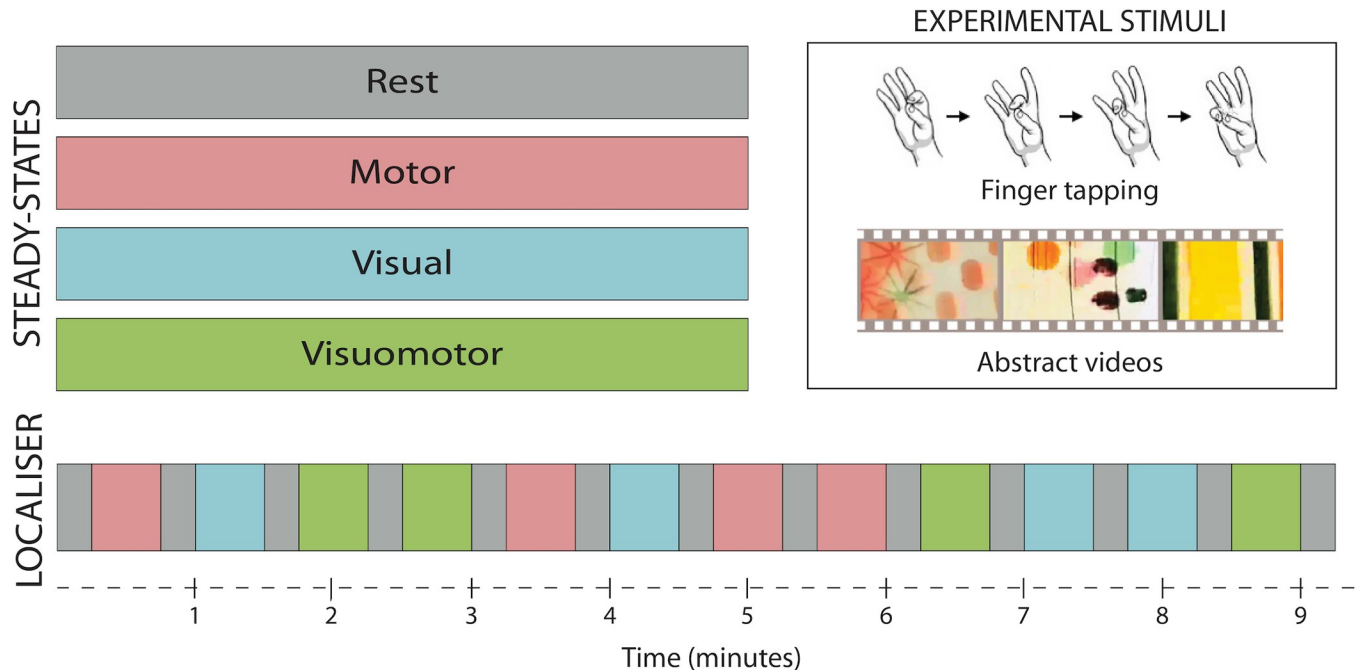 EXPERIMENTAL STIMULI
STEADY-STATES
Rest
Motor
Visual
Visuomotor
Finger tapping
Abstract videos
LOCALISER
1 2 3 4 5 6 7 8 9
Time (minutes)